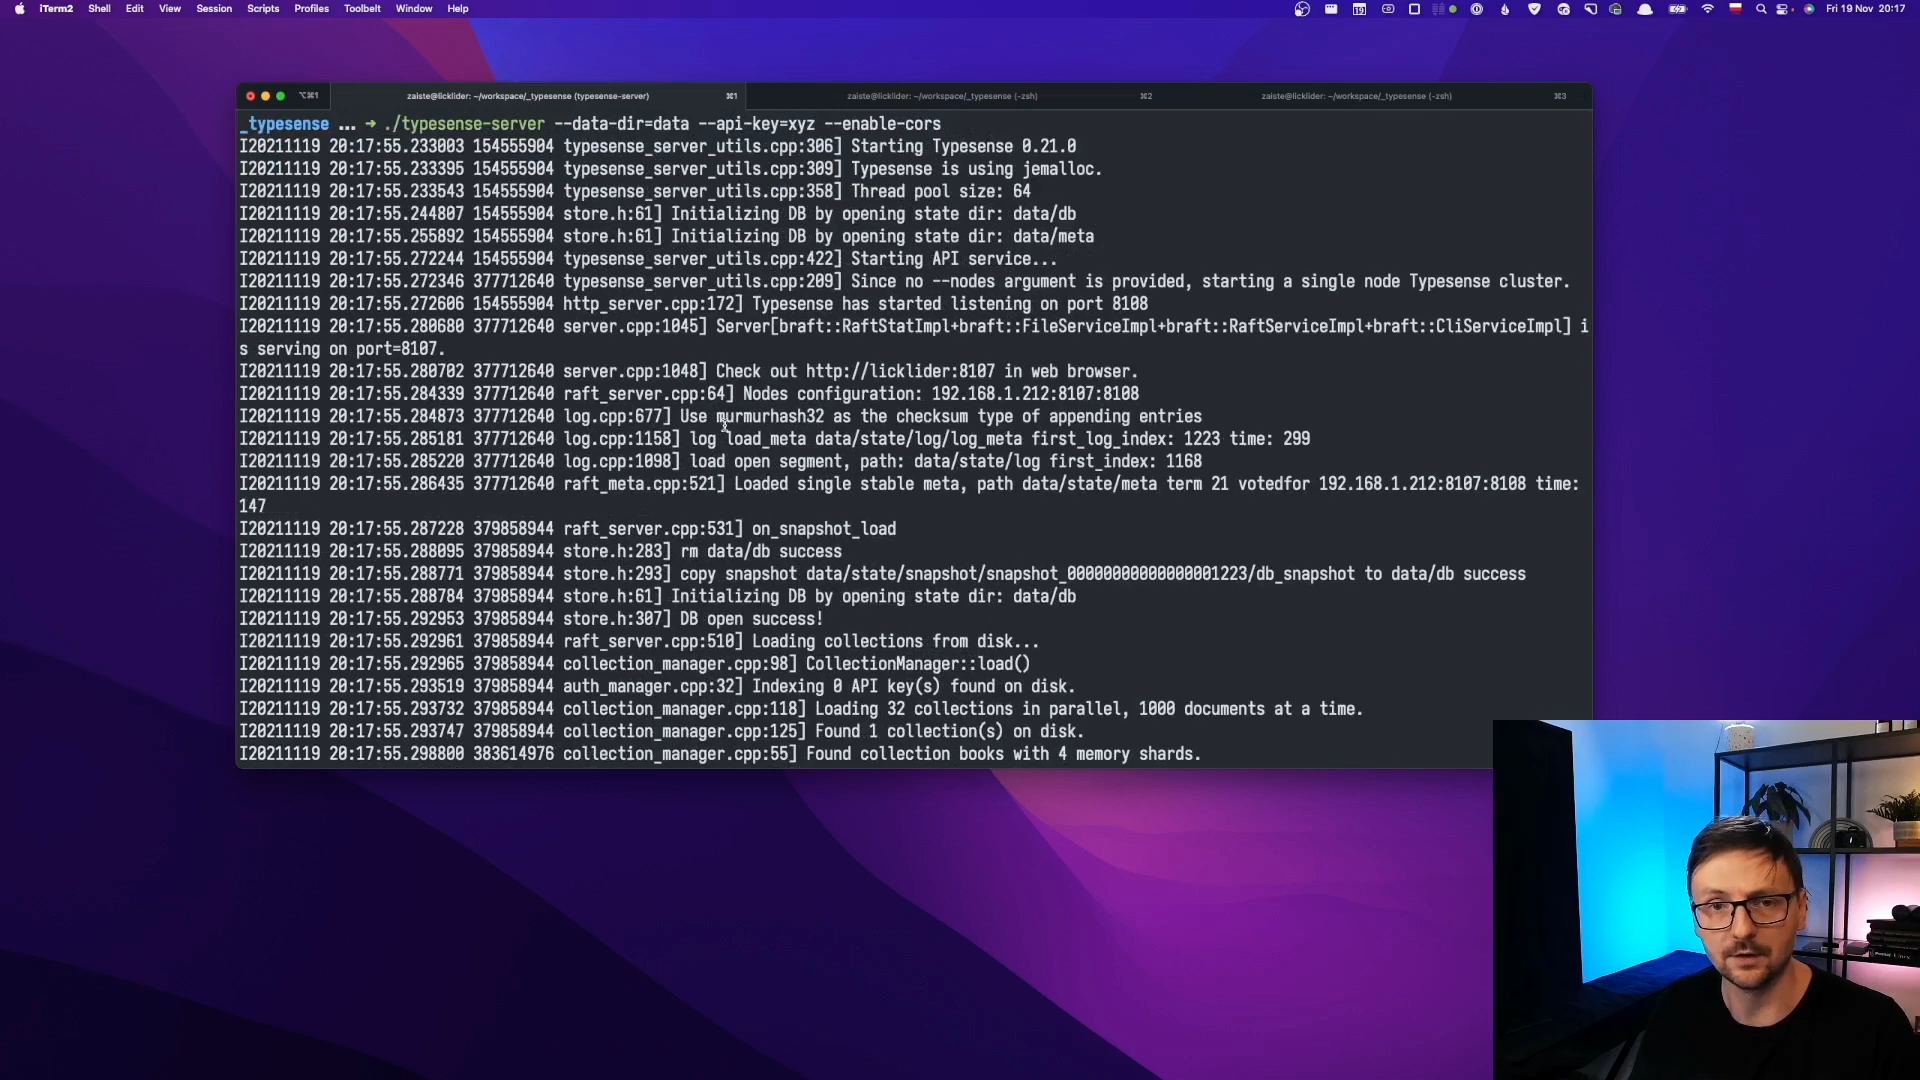 iTerm2 Shell Edit View Session Scripts Profiles Toolbelt Window Help
19
Fri 19 Nov 20:17
⌥⌘1
zaiste@licklider: ~/workspace/_typesense (typesense-server) ⌘1
zaiste@licklider: ~/workspace/_typesense (-zsh) ⌘2
zaiste@licklider: ~/workspace/_typesense (-zsh) ⌘3
_typesense ... → ./typesense-server --data-dir=data --api-key=xyz --enable-cors
I20211119 20:17:55.233003 154555904 typesense_server_utils.cpp:306] Starting Typesense 0.21.0
I20211119 20:17:55.233395 154555904 typesense_server_utils.cpp:309] Typesense is using jemalloc.
I20211119 20:17:55.233543 154555904 typesense_server_utils.cpp:358] Thread pool size: 64
I20211119 20:17:55.244807 154555904 store.h:61] Initializing DB by opening state dir: data/db
I20211119 20:17:55.255892 154555904 store.h:61] Initializing DB by opening state dir: data/meta
I20211119 20:17:55.272244 154555904 typesense_server_utils.cpp:422] Starting API service...
I20211119 20:17:55.272346 377712640 typesense_server_utils.cpp:209] Since no --nodes argument is provided, starting a single node Typesense cluster.
I20211119 20:17:55.272606 154555904 http_server.cpp:172] Typesense has started listening on port 8108
I20211119 20:17:55.280680 377712640 server.cpp:1045] Server[braft::RaftStatImpl+braft::FileServiceImpl+braft::RaftServiceImpl+braft::CliServiceImpl] i
s serving on port=8107.
I20211119 20:17:55.280702 377712640 server.cpp:1048] Check out http://licklider:8107 in web browser.
I20211119 20:17:55.284339 377712640 raft_server.cpp:64] Nodes configuration: 192.168.1.212:8107:8108
I20211119 20:17:55.284873 377712640 log.cpp:677] Use murmurhash32 as the checksum type of appending entries
I20211119 20:17:55.285181 377712640 log.cpp:1158] log load_meta data/state/log/log_meta first_log_index: 1223 time: 299
I20211119 20:17:55.285220 377712640 log.cpp:1098] load open segment, path: data/state/log first_index: 1168
I20211119 20:17:55.286435 377712640 raft_meta.cpp:521] Loaded single stable meta, path data/state/meta term 21 votedfor 192.168.1.212:8107:8108 time:
147
I20211119 20:17:55.287228 379858944 raft_server.cpp:531] on_snapshot_load
I20211119 20:17:55.288095 379858944 store.h:283] rm data/db success
I20211119 20:17:55.288771 379858944 store.h:293] copy snapshot data/state/snapshot/snapshot_00000000000000001223/db_snapshot to data/db success
I20211119 20:17:55.288784 379858944 store.h:61] Initializing DB by opening state dir: data/db
I20211119 20:17:55.292953 379858944 store.h:307] DB open success!
I20211119 20:17:55.292961 379858944 raft_server.cpp:510] Loading collections from disk...
I20211119 20:17:55.292965 379858944 collection_manager.cpp:98] CollectionManager::load()
I20211119 20:17:55.293519 379858944 auth_manager.cpp:32] Indexing 0 API key(s) found on disk.
I20211119 20:17:55.293732 379858944 collection_manager.cpp:118] Loading 32 collections in parallel, 1000 documents at a time.
I20211119 20:17:55.293747 379858944 collection_manager.cpp:125] Found 1 collection(s) on disk.
I20211119 20:17:55.298800 383614976 collection_manager.cpp:55] Found collection books with 4 memory shards.